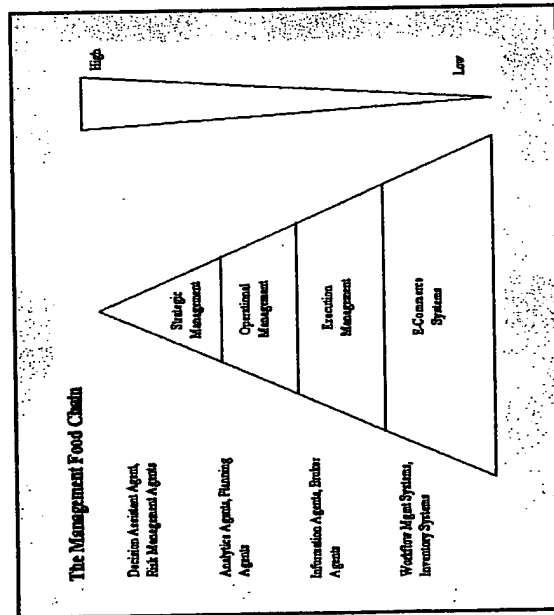 The Management Food Chain
High
Decision Assistant Agent,
Risk Management Agents
Strategic
Management
Analytics Agents, Planning
Agents
Operational
Management
Information Agents, Broker
Agents
Execution
Management
Workflow Mgmt Systems,
Inventory Systems
E-Commerce
Systems
Low